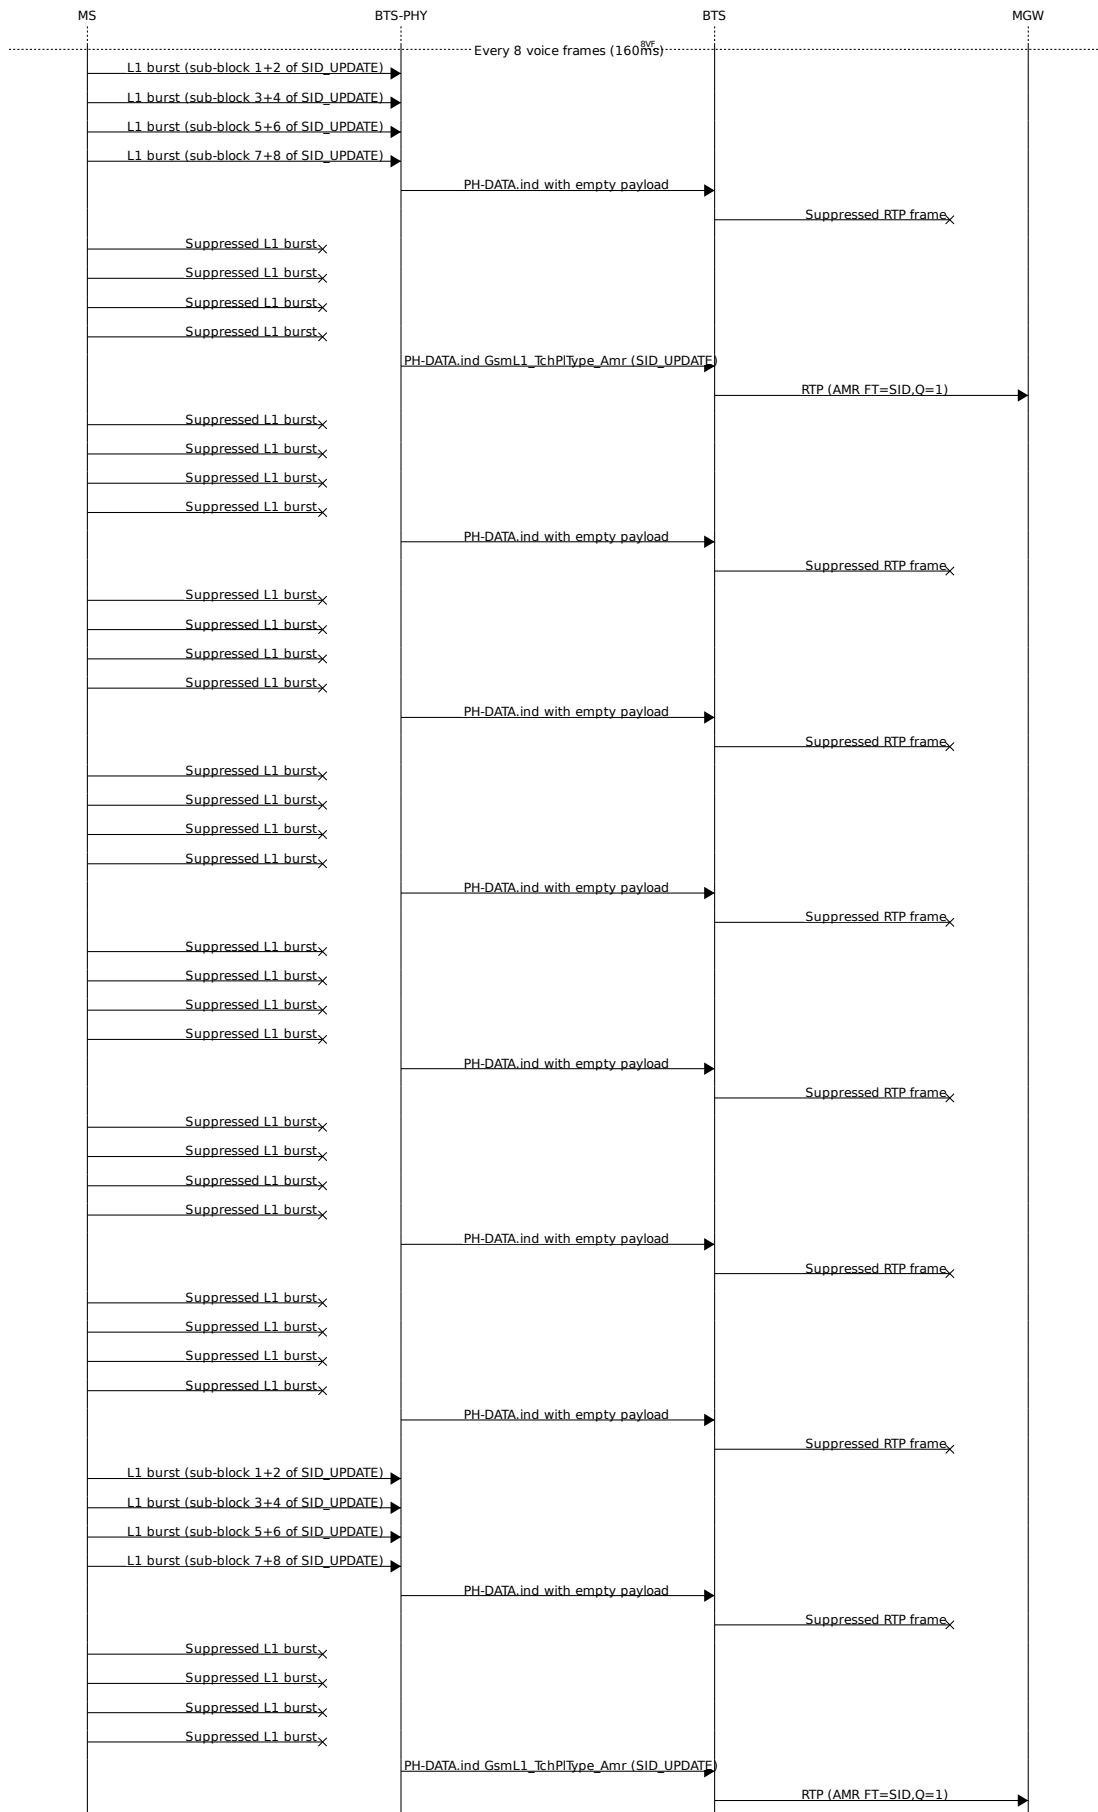 MS BTS-PHY BTS MGW
Every 8 voice frames (160ms) 8VF
L1 burst (sub-block 1+2 of SID_UPDATE)
L1 burst (sub-block 3+4 of SID_UPDATE)
L1 burst (sub-block 5+6 of SID_UPDATE)
L1 burst (sub-block 7+8 of SID_UPDATE)
PH-DATA.ind with empty payload
Suppressed RTP frame
Suppressed L1 burst
Suppressed L1 burst
Suppressed L1 burst
Suppressed L1 burst
PH-DATA.ind GsmL1_TchPlType_Amr (SID_UPDATE)
RTP (AMR FT=SID,Q=1)
Suppressed L1 burst
Suppressed L1 burst
Suppressed L1 burst
Suppressed L1 burst
PH-DATA.ind with empty payload
Suppressed RTP frame
Suppressed L1 burst
Suppressed L1 burst
Suppressed L1 burst
Suppressed L1 burst
PH-DATA.ind with empty payload
Suppressed RTP frame
Suppressed L1 burst
Suppressed L1 burst
Suppressed L1 burst
Suppressed L1 burst
PH-DATA.ind with empty payload
Suppressed RTP frame
Suppressed L1 burst
Suppressed L1 burst
Suppressed L1 burst
Suppressed L1 burst
PH-DATA.ind with empty payload
Suppressed RTP frame
Suppressed L1 burst
Suppressed L1 burst
Suppressed L1 burst
Suppressed L1 burst
PH-DATA.ind with empty payload
Suppressed RTP frame
Suppressed L1 burst
Suppressed L1 burst
Suppressed L1 burst
Suppressed L1 burst
PH-DATA.ind with empty payload
Suppressed RTP frame
L1 burst (sub-block 1+2 of SID_UPDATE)
L1 burst (sub-block 3+4 of SID_UPDATE)
L1 burst (sub-block 5+6 of SID_UPDATE)
L1 burst (sub-block 7+8 of SID_UPDATE)
PH-DATA.ind with empty payload
Suppressed RTP frame
Suppressed L1 burst
Suppressed L1 burst
Suppressed L1 burst
Suppressed L1 burst
PH-DATA.ind GsmL1_TchPlType_Amr (SID_UPDATE)
RTP (AMR FT=SID,Q=1)